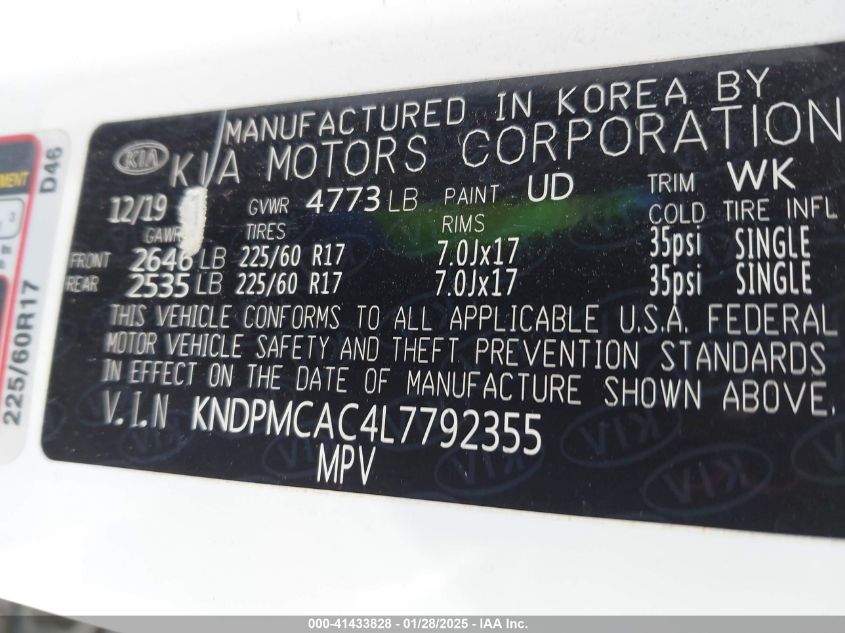 MANUFACTURED IN KOREA BY
KIA KIA MOTORS CORPORATION
12/19 GVWR 4773 LB PAINT UD TRIM WK
GAWR TIRES RIMS COLD TIRE INFL
FRONT 2646 LB 225/60 R17 7.0Jx17 35psi SINGLE
REAR 2535 LB 225/60 R17 7.0Jx17 35psi SINGLE
THIS VEHICLE CONFORMS TO ALL APPLICABLE U.S.A. FEDERAL
MOTOR VEHICLE SAFETY AND THEFT PREVENTION STANDARDS
IN EFFECT ON THE DATE OF MANUFACTURE SHOWN ABOVE.
V.I.N KNDPMCAC4L7792355
MPV
D46
225/60R17
000-41433828 - 01/28/2025 - IAA Holdings, LLC.